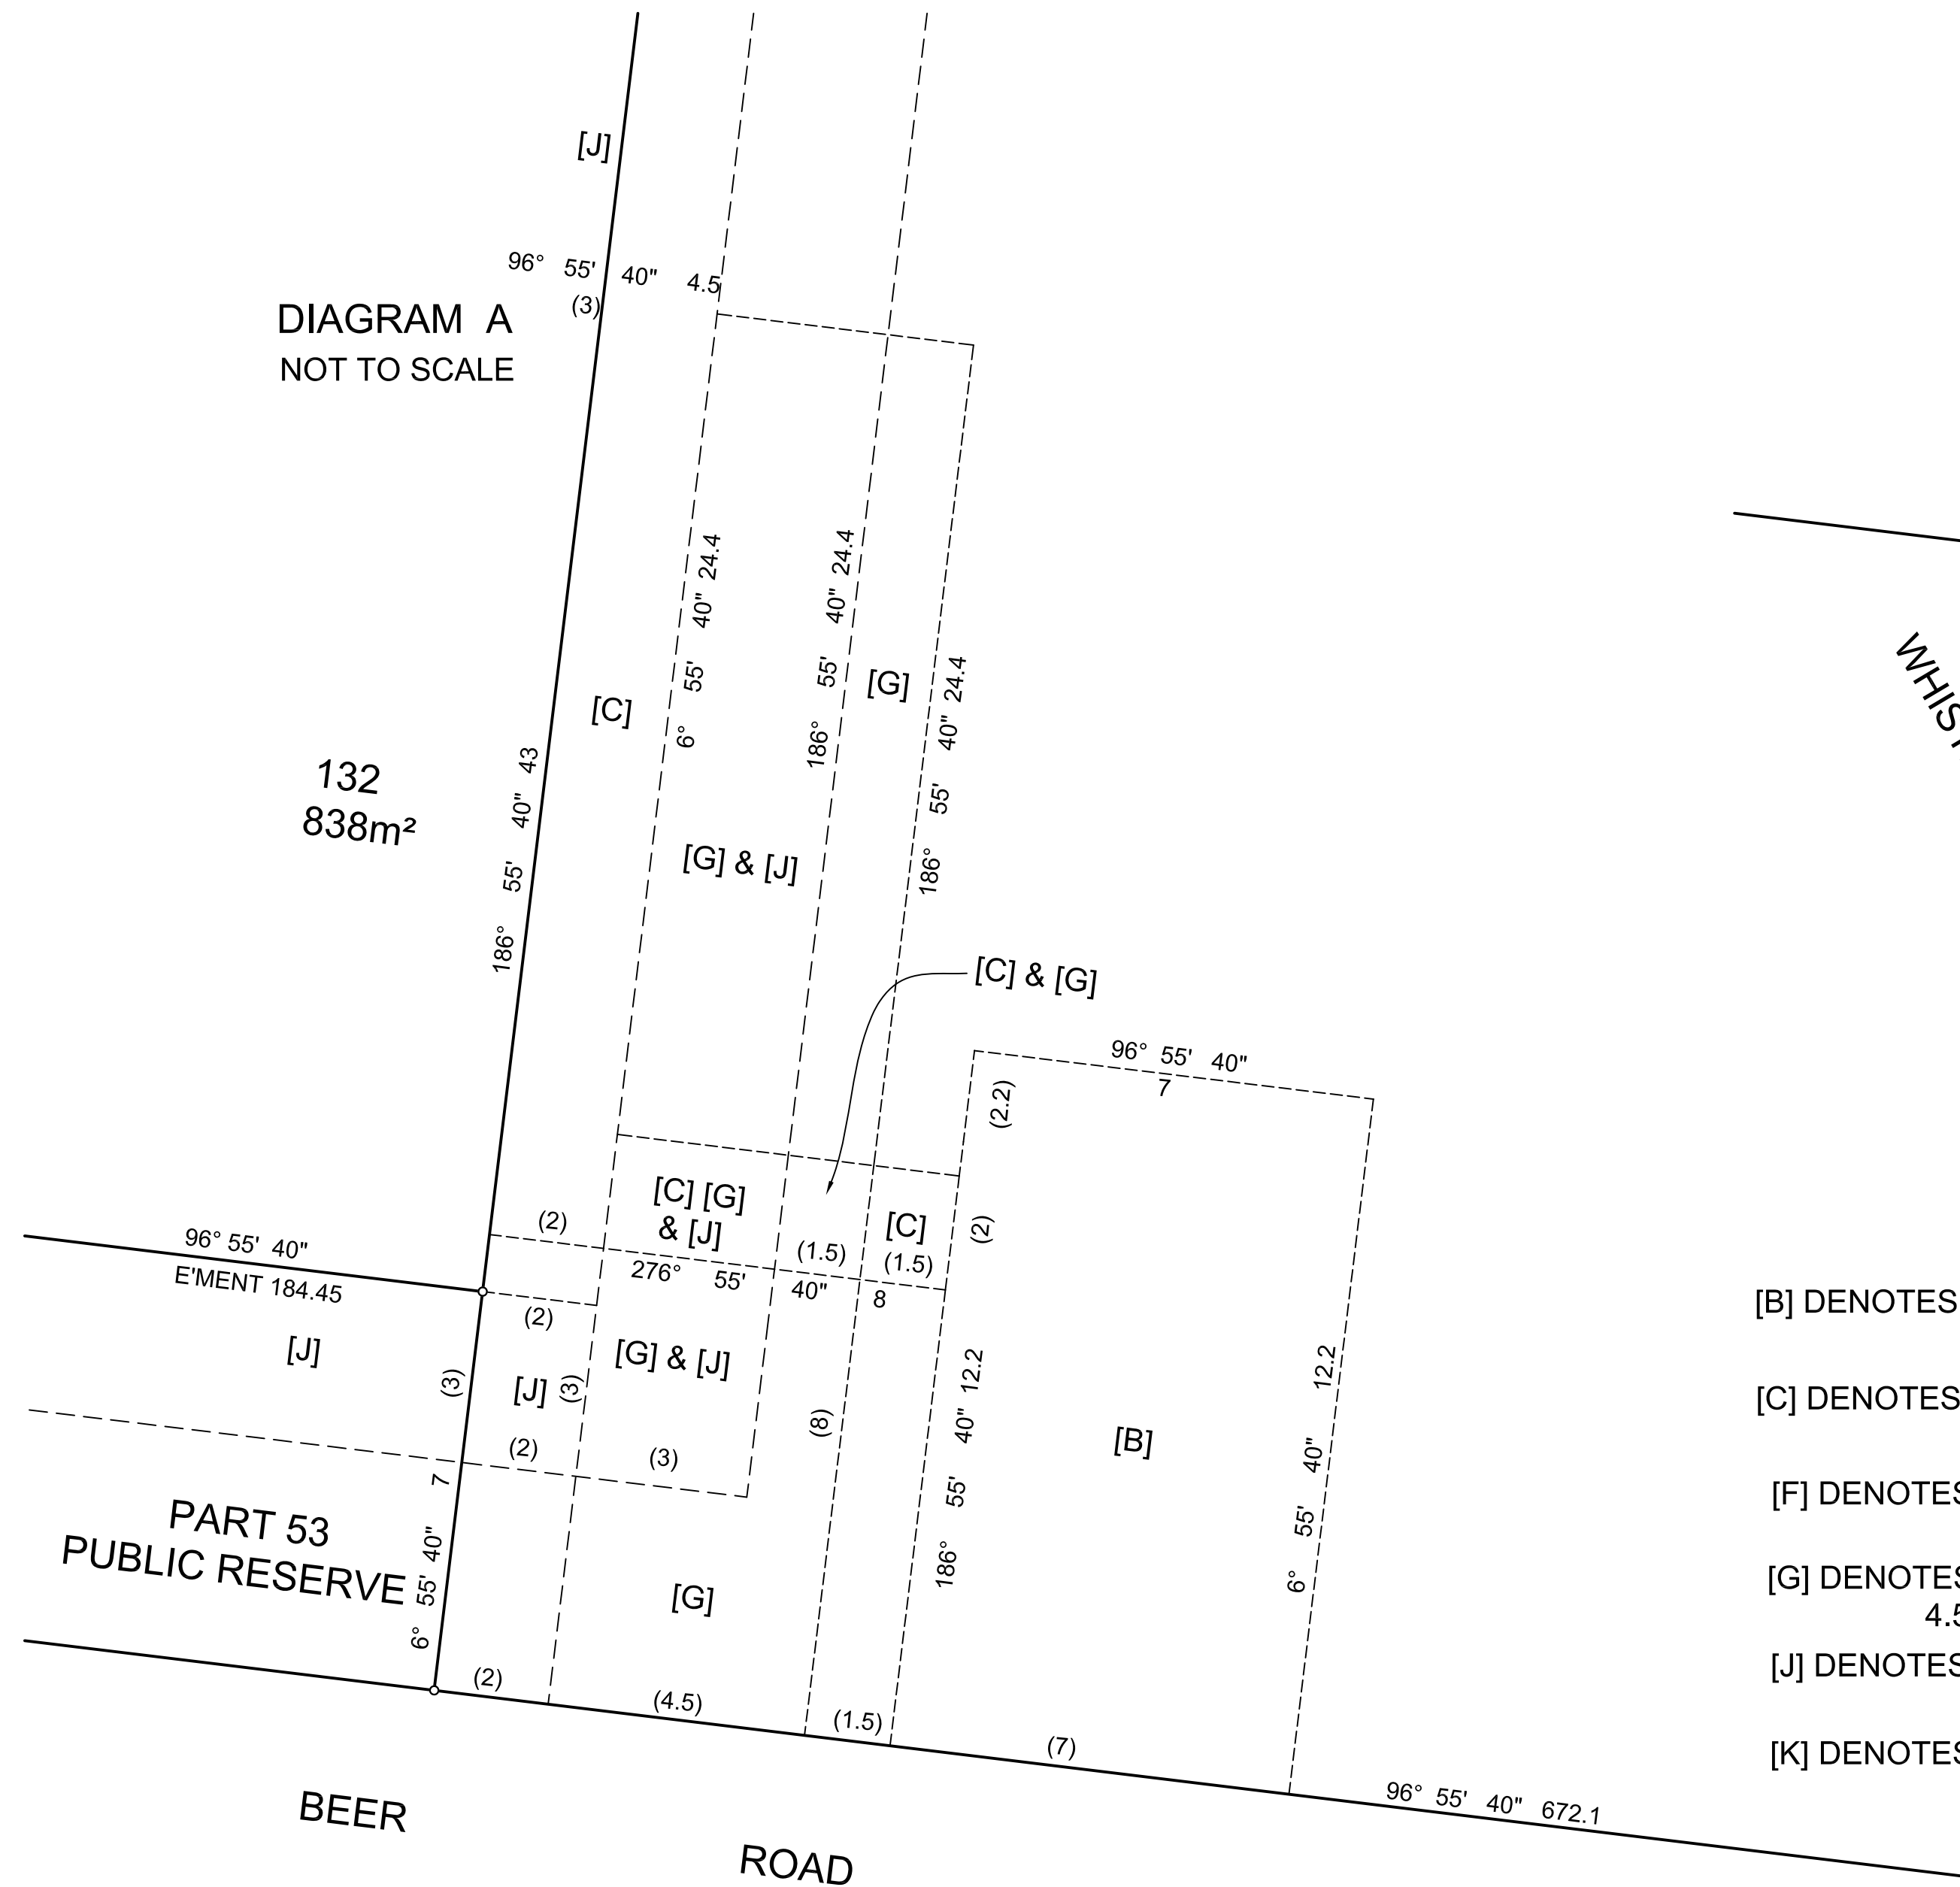 [J]
96° 55' 40" 4.5
(3)
DIAGRAM A
NOT TO SCALE
6° 55' 40" 24.4
186° 55' 40" 24.4
[G]
186° 55' 40" 24.4
[C]
132
838m²
186° 55' 40" 43
[G] & [J]
[C] & [G]
96° 55' 40"
7
(2.2)
[C] [G]
& [J]
[C]
(2)
(2)
(1.5)
(1.5)
276° 55' 40" 8
96° 55' 40"
E'MENT 184.45
(2)
[J]
(3)
[J]
(3)
[G] & [J]
(8)
186° 55' 40" 12.2
[B]
6° 55' 40" 12.2
(2)
(3)
PART 53
PUBLIC RESERVE
6° 55' 40" 7
[G]
(2)
(4.5)
(1.5)
(7)
96° 55' 40" 672.1
BEER ROAD
WHIS
[B] DENOTES
[C] DENOTES
[F] DENOTES
[G] DENOTES
4.5
[J] DENOTES
[K] DENOTES